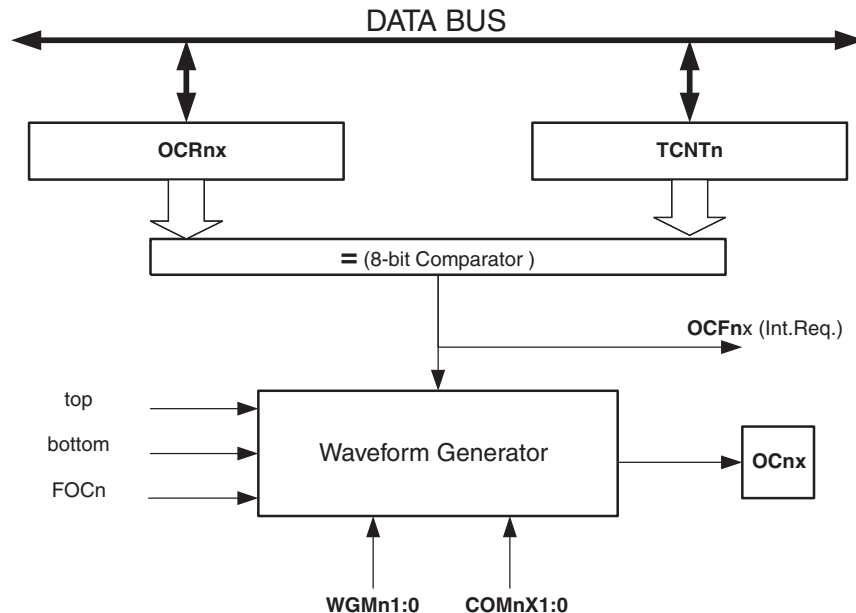 DATA BUS
OCRnx
TCNTn
= (8-bit Comparator )
OCFnx (Int.Req.)
top
bottom
FOCn
Waveform Generator
OCnx
WGMn1:0
COMnX1:0